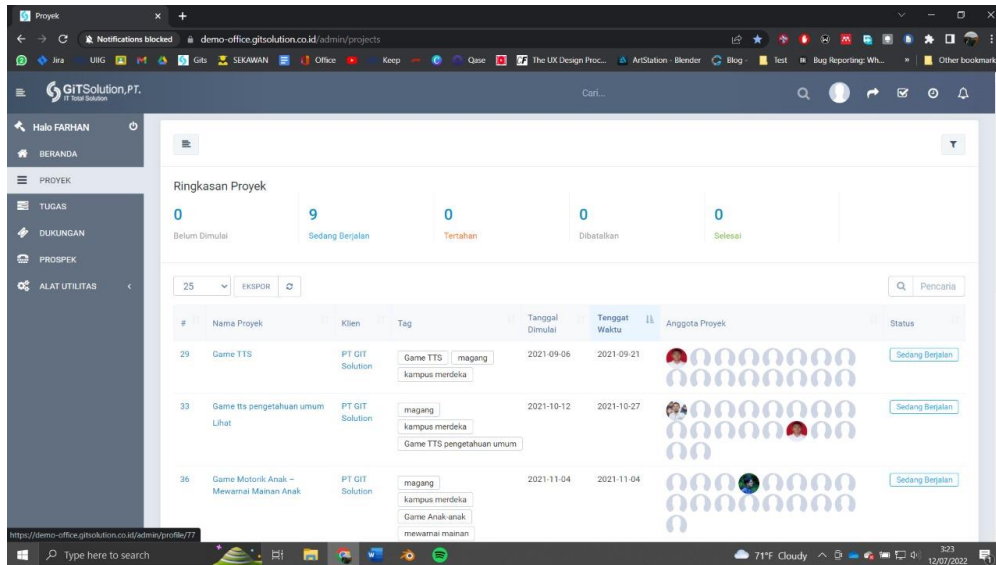 Proyek
Notifications blocked
demo-office.gitsolution.co.id/admin/projects
Jira
UIIG
Gits
SEKAWAN
Office
Keep
Qase
The UX Design Proc...
ArtStation - Blender
Blog -
Test
Bug Reporting: Wh...
Other bookmark
GiTSolution,PT.
IT Total Solution
Cari...
Halo FARHAN
BERANDA
PROYEK
TUGAS
DUKUNGAN
PROSPEK
ALAT UTILITAS
Ringkasan Proyek
0 9 0 0 0
Belum Dimulai Sedang Berjalan Tertahan Dibatalkan Selesai
25 EKSPOR Pencaria
# Nama Proyek Klien Tag Tanggal Dimulai Tenggat Waktu Anggota Proyek Status
29 Game TTS PT GIT Solution Game TTS magang 2021-09-06 2021-09-21 Sedang Berjalan
kampus merdeka
33 Game tts pengetahuan umum PT GIT Solution magang 2021-10-12 2021-10-27 Sedang Berjalan
Lihat kampus merdeka
Game TTS pengetahuan umum
36 Game Motorik Anak – Mewarnai Mainan Anak PT GIT Solution magang 2021-11-04 2021-11-04 Sedang Berjalan
kampus merdeka
Game Anak-anak
mewarnai mainan
https://demo-office.gitsolution.co.id/admin/profile/77
Type here to search
71°F Cloudy
3:23
12/07/2022